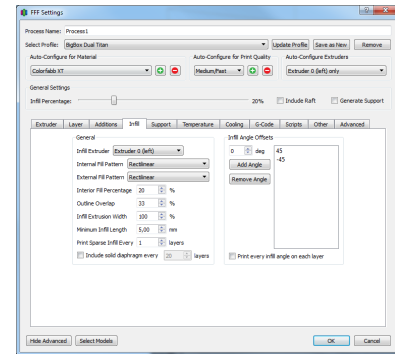 FFF Settings
Process Name: Process1
Select Profile: BigBox Dual Titan Update Profile Save as New Remove
Auto-Configure for Material Auto-Configure for Print Quality Auto-Configure Extruders
Colorfabb XT Medium/Fast Extruder 0 (left) only
General Settings
Infill Percentage: 20% Include Raft Generate Support
Extruder Layer Additions Infill Support Temperature Cooling G-Code Scripts Other Advanced
General Infill Angle Offsets
Infill Extruder Extruder 0 (left) 0 deg 45
Internal Fill Pattern Rectilinear Add Angle -45
External Fill Pattern Rectilinear Remove Angle
Interior Fill Percentage 20 %
Outline Overlap 33 %
Infill Extrusion Width 100 %
Minimum Infill Length 5,00 mm
Print Sparse Infill Every 1 layers
Include solid diaphragm every 20 layers Print every infill angle on each layer
Hide Advanced Select Models OK Cancel